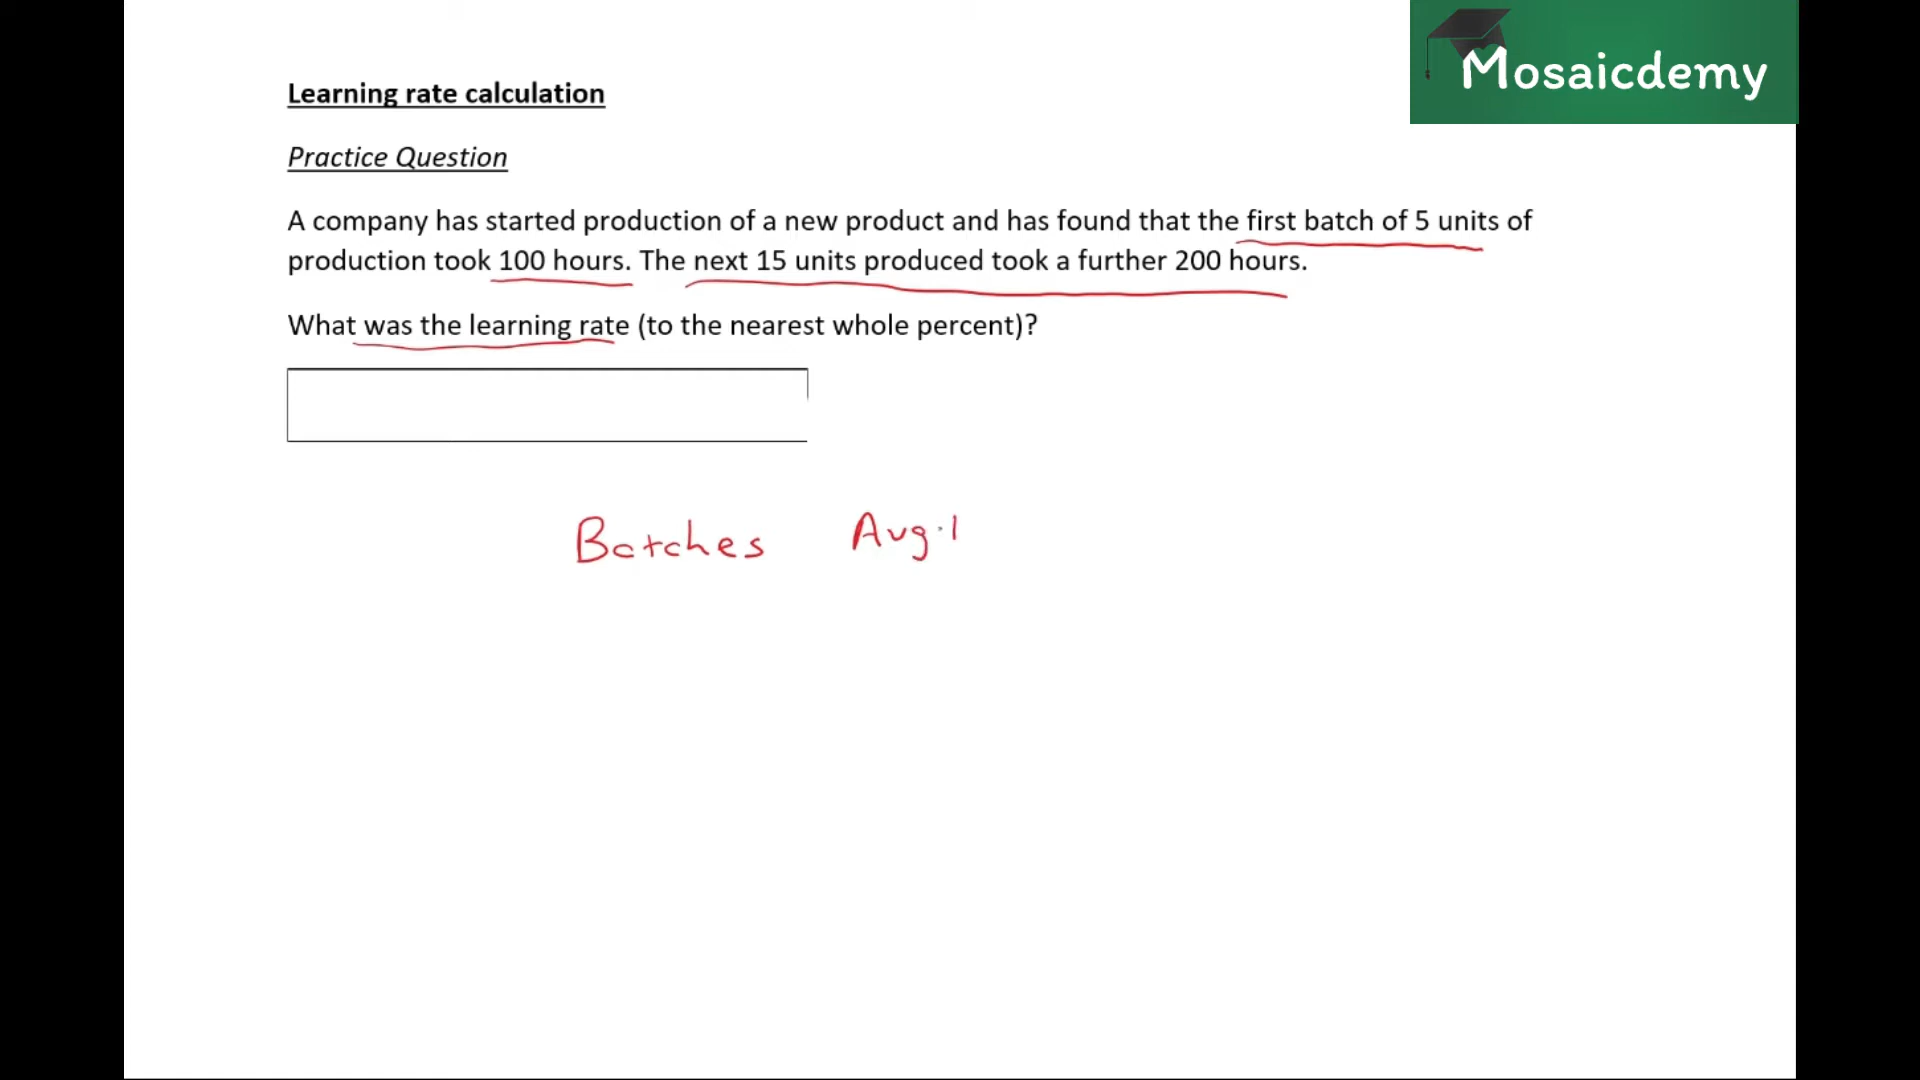 Mosaicdemy
Learning rate calculation
Practice Question
A company has started production of a new product and has found that the first batch of 5 units of
production took 100 hours. The next 15 units produced took a further 200 hours.
What was the learning rate (to the nearest whole percent)?
Batches Avg.